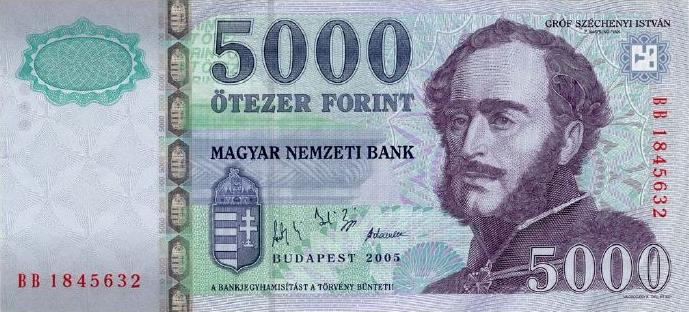 5000
GRÓF SZÉCHENYI ISTVÁN
ÖTEZER FORINT
MAGYAR NEMZETI BANK
BB 1845632
BUDAPEST 2005
BB 1845632
5000
A BANKJEGYHAMISÍTÁST A TÖRVÉNY BÜNTETI!